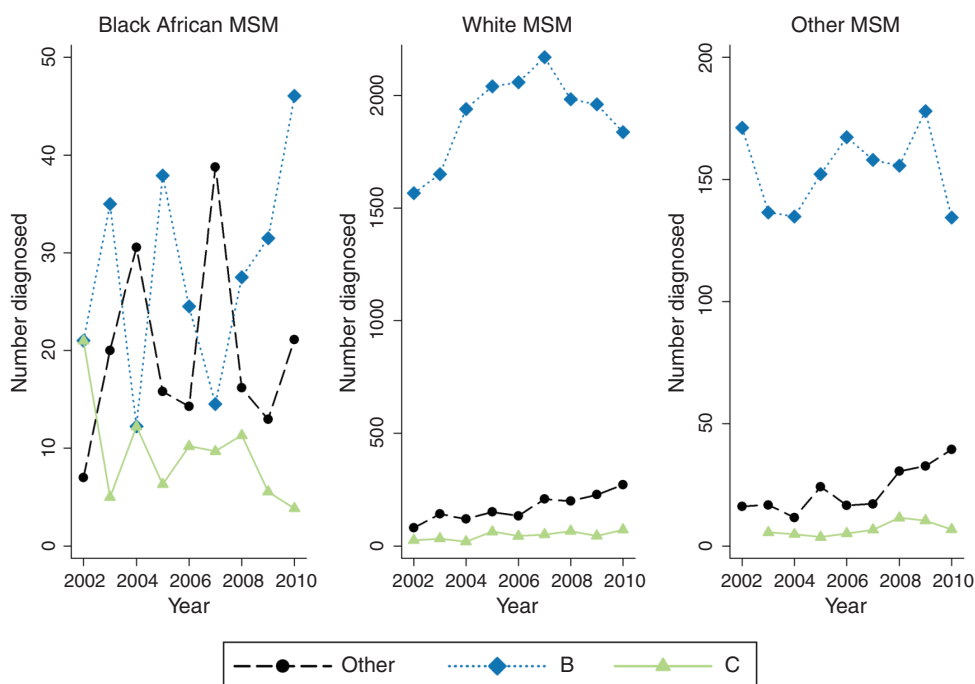 Black African MSM
White MSM
Other MSM
Number diagnosed
50
40
30
20
10
0
2002 2004 2006 2008 2010
Year
Number diagnosed
2000
1500
1000
500
0
2002 2004 2006 2008 2010
Year
Number diagnosed
200
150
100
50
0
2002 2004 2006 2008 2010
Year
Other B C